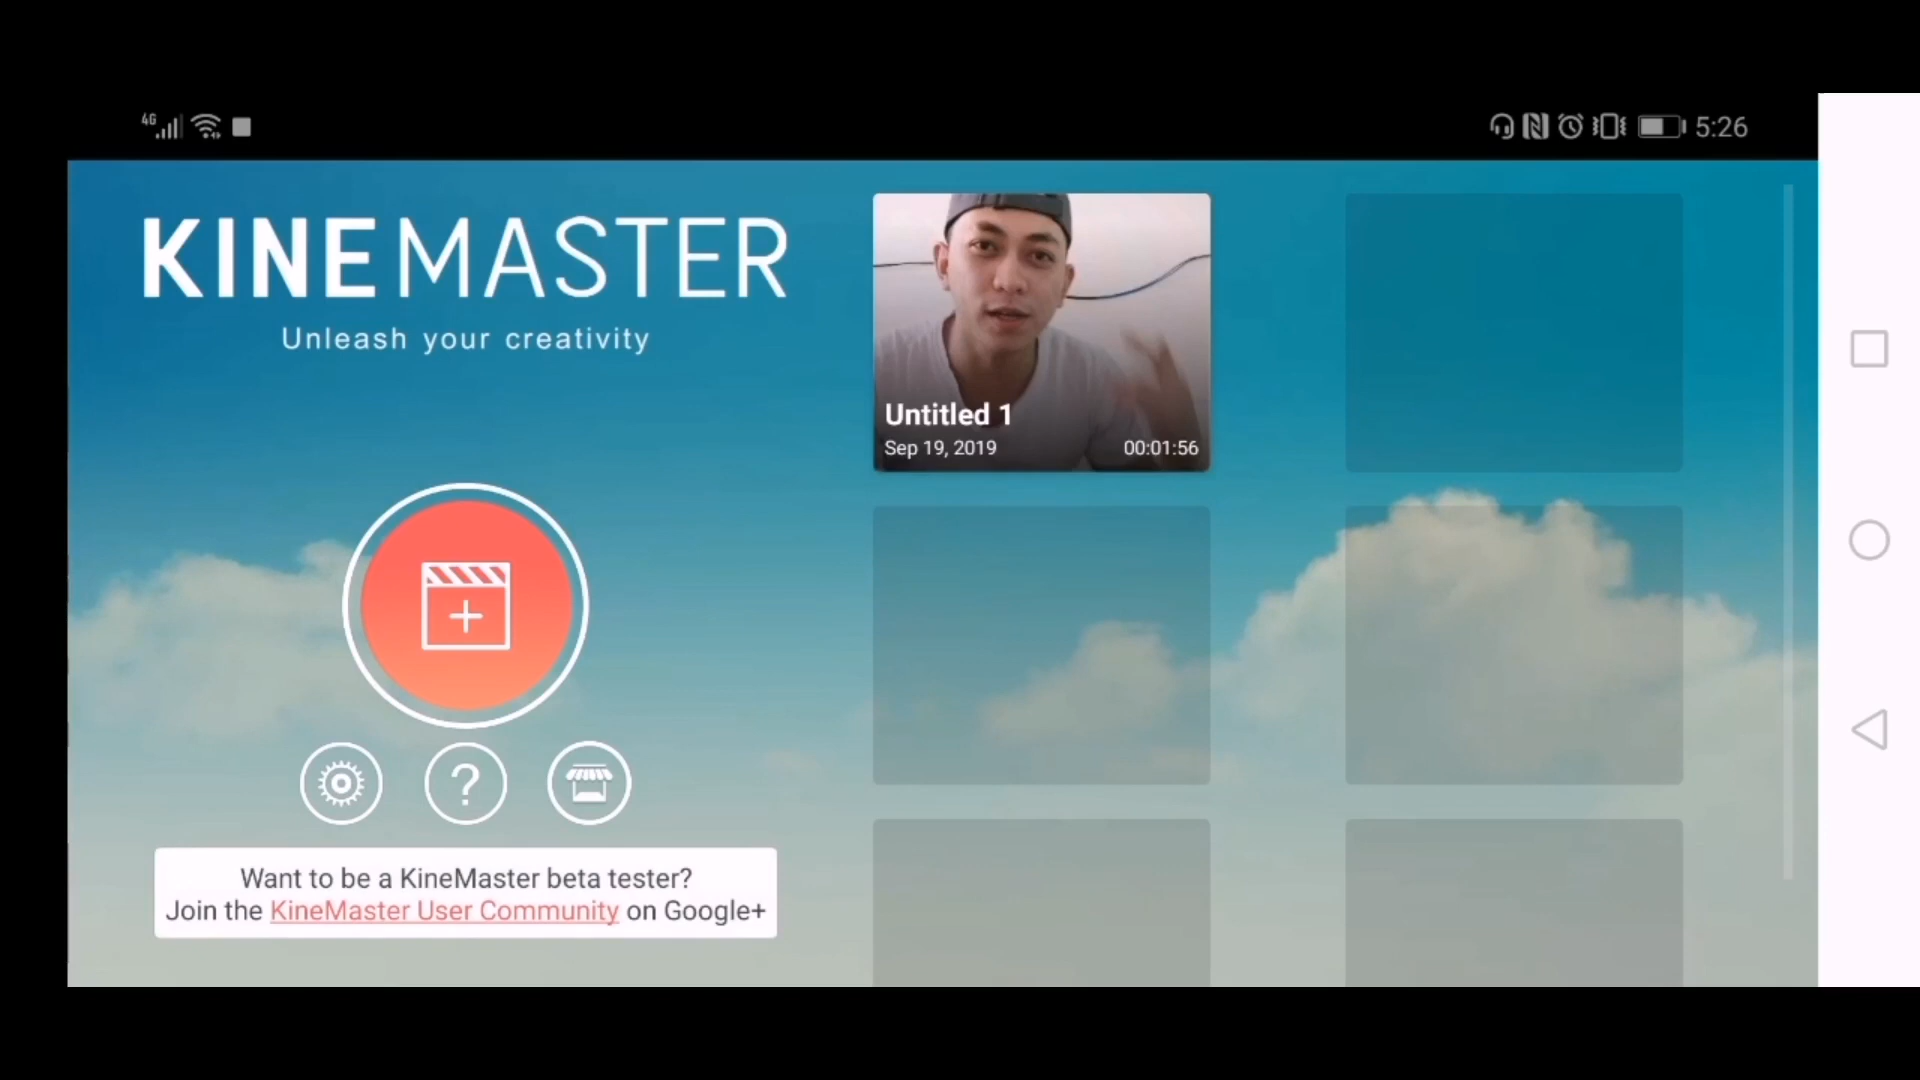 4G
5:26
KINEMASTER
Unleash your creativity
Untitled 1
Sep 19, 2019
00:01:56
Want to be a KineMaster beta tester?
Join the KineMaster User Community on Google+